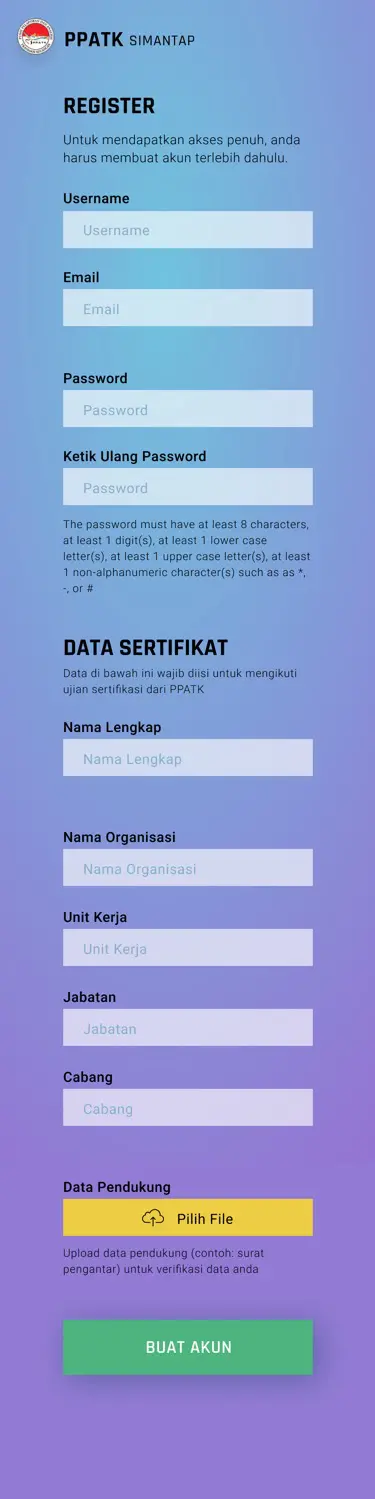 PPATK SIMANTAP
REGISTER
Untuk mendapatkan akses penuh, anda
harus membuat akun terlebih dahulu.
Username
Username
Email
Email
Password
Password
Ketik Ulang Password
Password
The password must have at least 8 characters,
at least 1 digit(s), at least 1 lower case
letter(s), at least 1 upper case letter(s), at least
1 non-alphanumeric character(s) such as as *,
-, or #
DATA SERTIFIKAT
Data di bawah ini wajib diisi untuk mengikuti
ujian sertifikasi dari PPATK
Nama Lengkap
Nama Lengkap
Nama Organisasi
Nama Organisasi
Unit Kerja
Unit Kerja
Jabatan
Jabatan
Cabang
Cabang
Data Pendukung
Pilih File
Upload data pendukung (contoh: surat
pengantar) untuk verifikasi data anda
BUAT AKUN